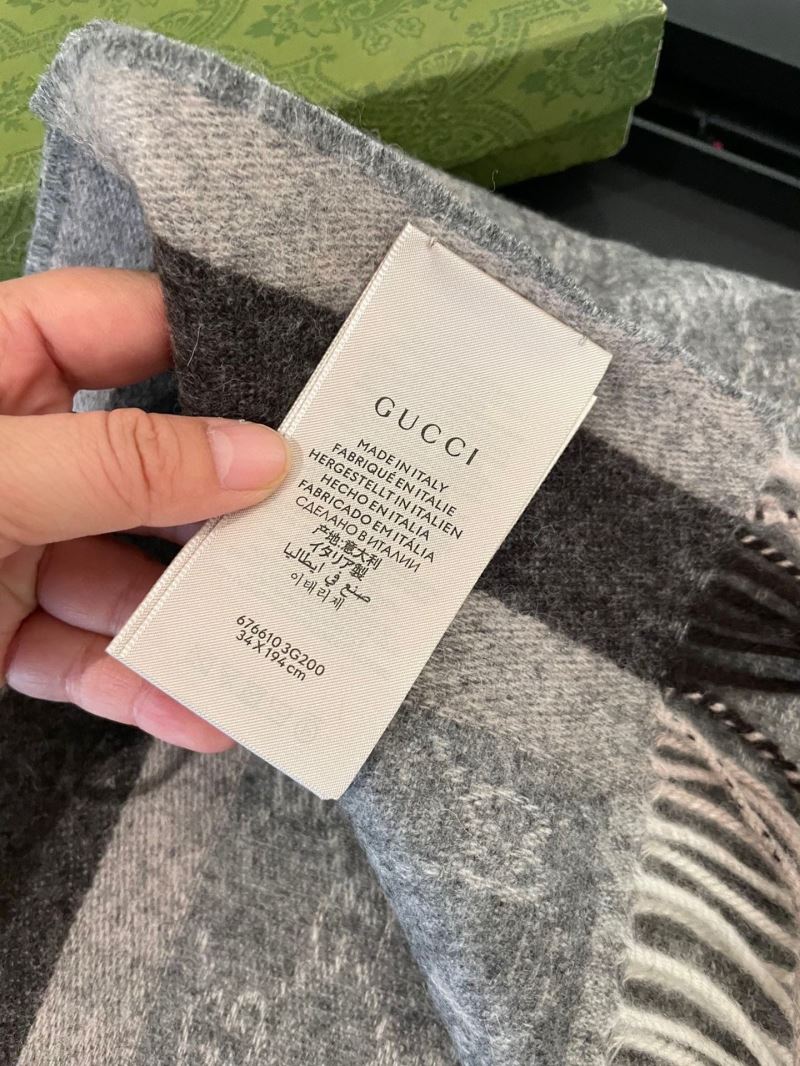 GUCCI
MADE IN ITALY
FABRIQUÉ EN ITALIE
HERGESTELLT IN ITALIEN
HECHO EN ITALIA
FABRICADO EM ITÁLIA
СДЕЛАНО В ИТАЛИИ
产地:意大利
イタリア製
صنع في ايطاليا
이태리제
676610 3G200
34 X 194 cm